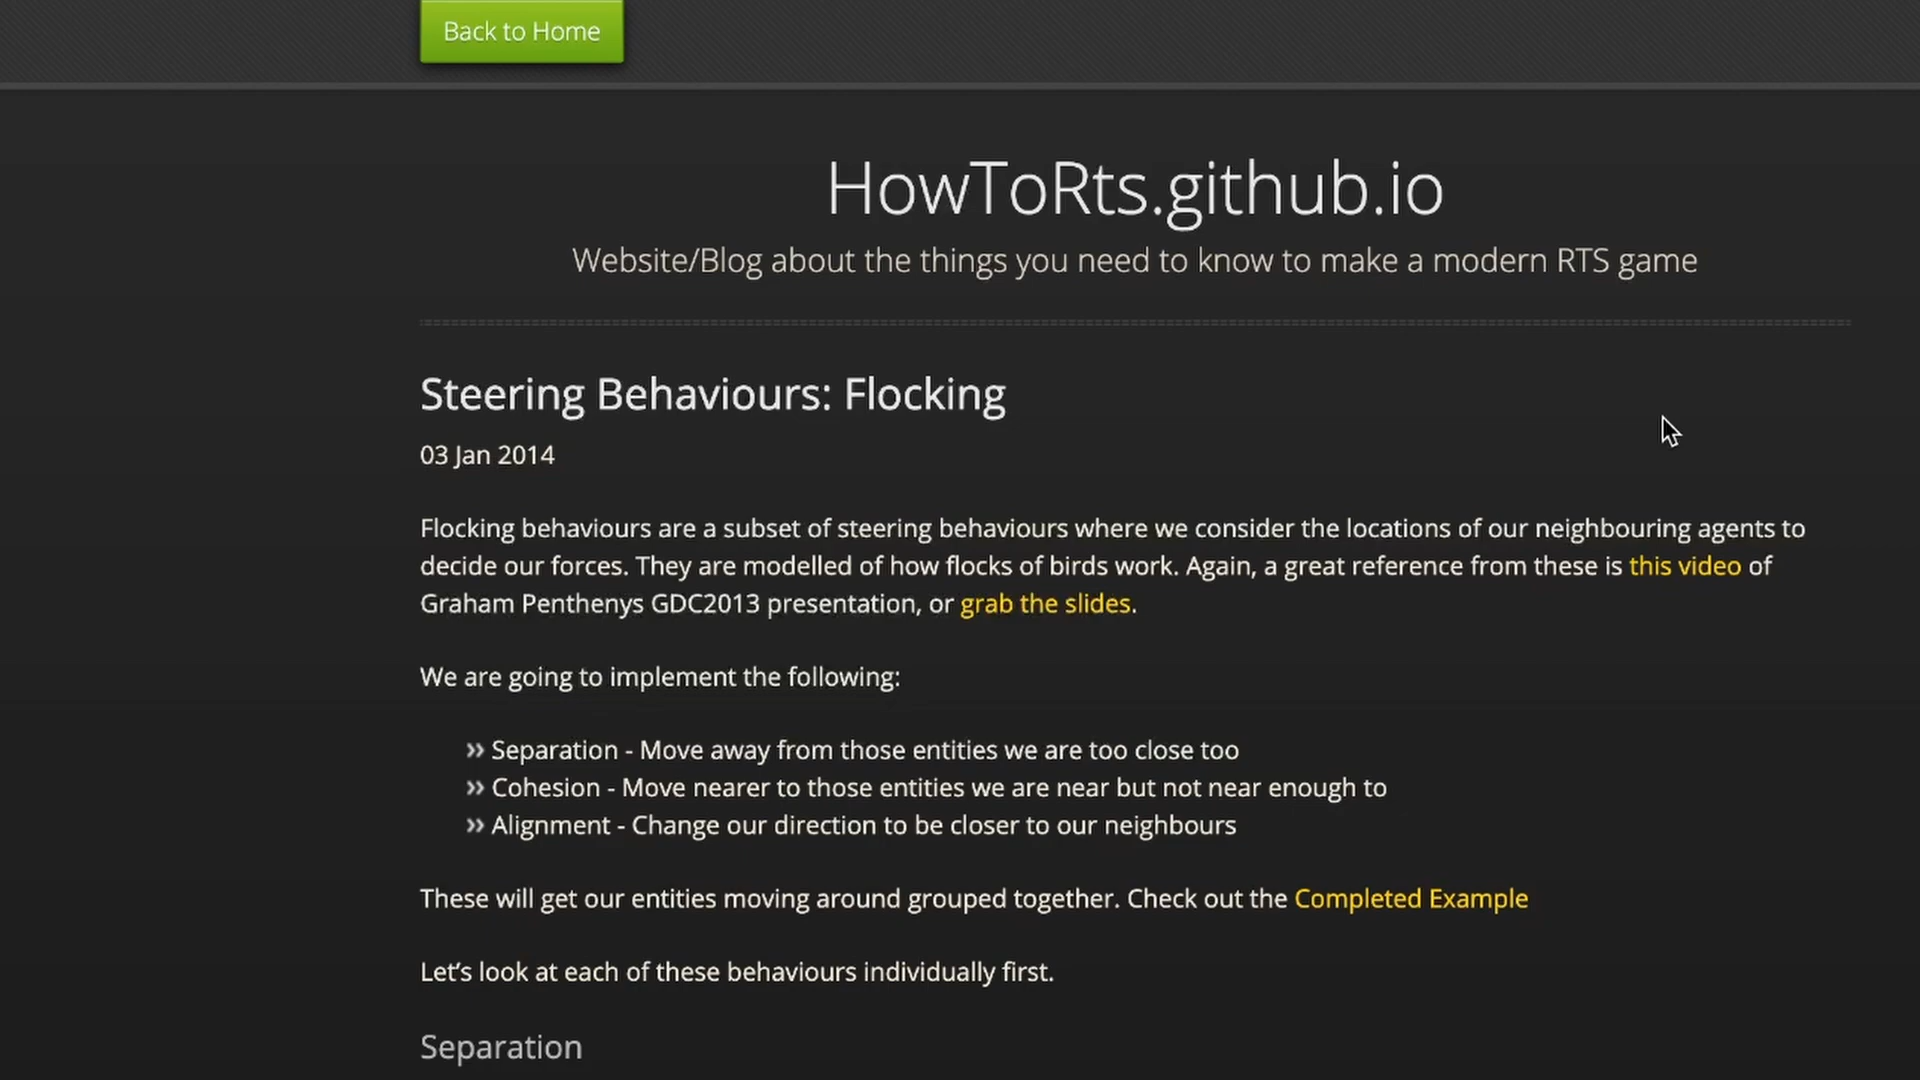 Back to Home
HowToRts.github.io
Website/Blog about the things you need to know to make a modern RTS game
Steering Behaviours: Flocking
03 Jan 2014
Flocking behaviours are a subset of steering behaviours where we consider the locations of our neighbouring agents to
decide our forces. They are modelled of how flocks of birds work. Again, a great reference from these is this video of
Graham Penthenys GDC2013 presentation, or grab the slides.
We are going to implement the following:
» Separation - Move away from those entities we are too close too
» Cohesion - Move nearer to those entities we are near but not near enough to
» Alignment - Change our direction to be closer to our neighbours
These will get our entities moving around grouped together. Check out the Completed Example
Let’s look at each of these behaviours individually first.
Separation